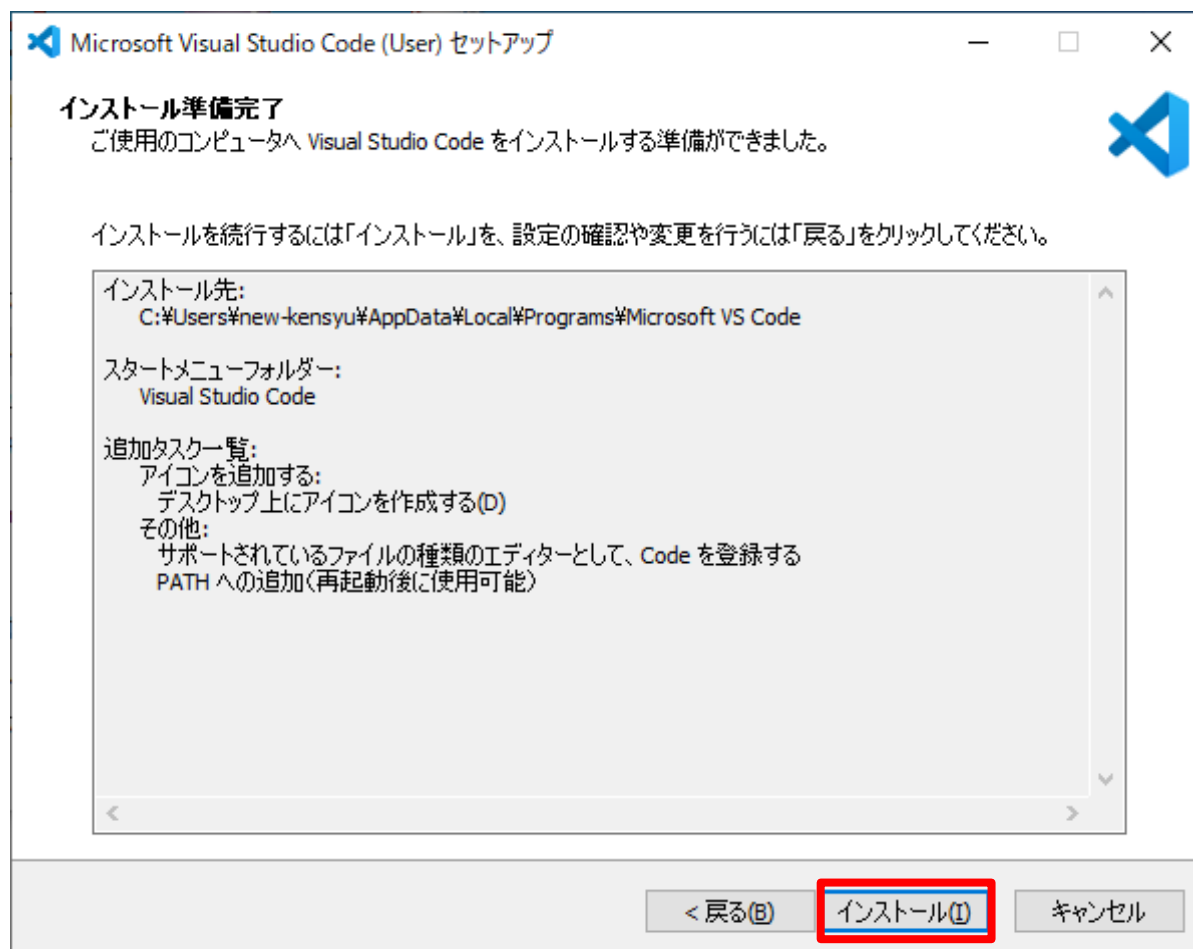 Microsoft Visual Studio Code (User) セットアップ
インストール準備完了
ご使用のコンピュータへ Visual Studio Code をインストールする準備ができました。
インストールを続行するには「インストール」を、設定の確認や変更を行うには「戻る」をクリックしてください。
インストール先:
C:¥Users¥new-kensyu¥AppData¥Local¥Programs¥Microsoft VS Code
スタートメニューフォルダー:
Visual Studio Code
追加タスク一覧:
アイコンを追加する:
デスクトップ上にアイコンを作成する(D)
その他:
サポートされているファイルの種類のエディターとして、Code を登録する
PATH への追加(再起動後に使用可能)
< 戻る(B) インストール(I) キャンセル